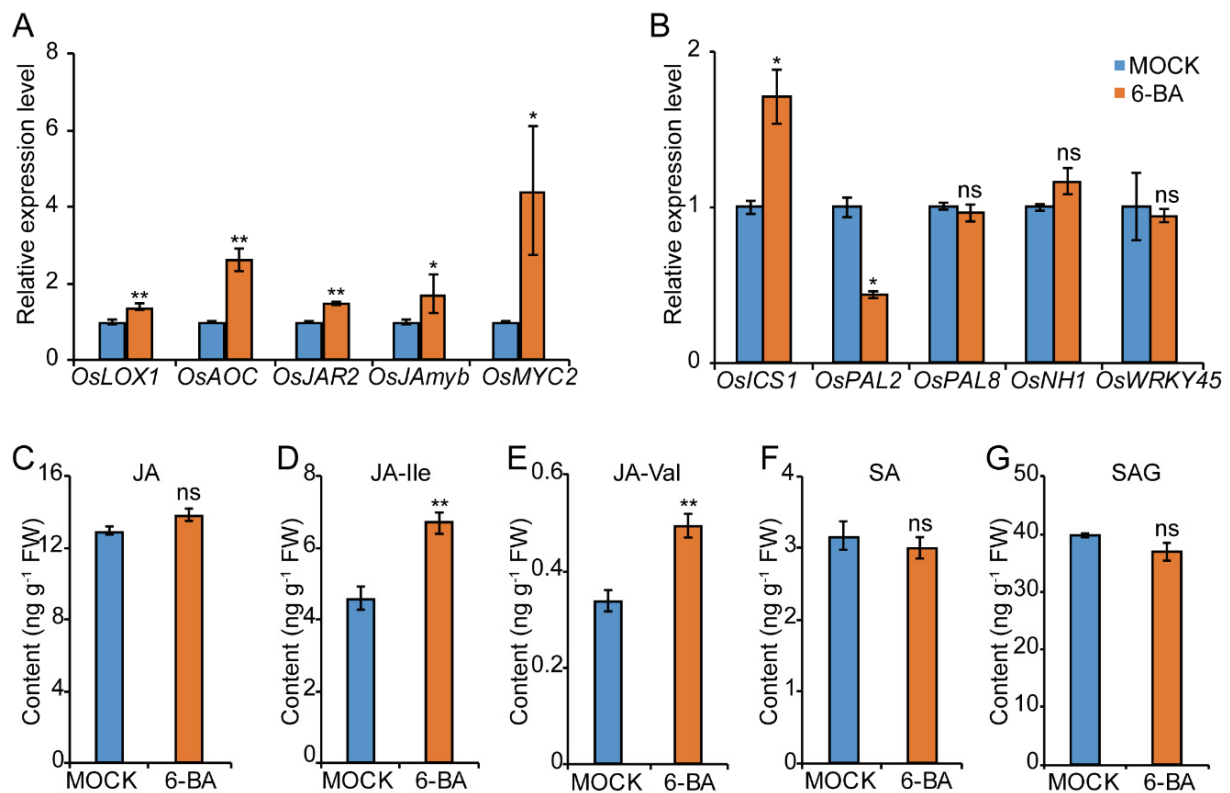 A
Relative expression level
8
6
4
2
0
**
**
**
*
*
OsLOX1 OsAOC OsJAR2 OsJAmyb OsMYC2
B
Relative expression level
2
1
0
*
*
ns
ns
ns
MOCK
6-BA
OsICS1 OsPAL2 OsPAL8 OsNH1 OsWRKY45
C
JA
Content (ng g⁻¹ FW)
16
12
8
4
0
ns
MOCK 6-BA
D
JA-Ile
Content (ng g⁻¹ FW)
8
6
4
2
0
**
MOCK 6-BA
E
JA-Val
Content (ng g⁻¹ FW)
0.6
0.4
0.2
0
**
MOCK 6-BA
F
SA
Content (ng g⁻¹ FW)
4
3
2
1
0
ns
MOCK 6-BA
G
SAG
Content (ng g⁻¹ FW)
50
40
30
20
10
0
ns
MOCK 6-BA